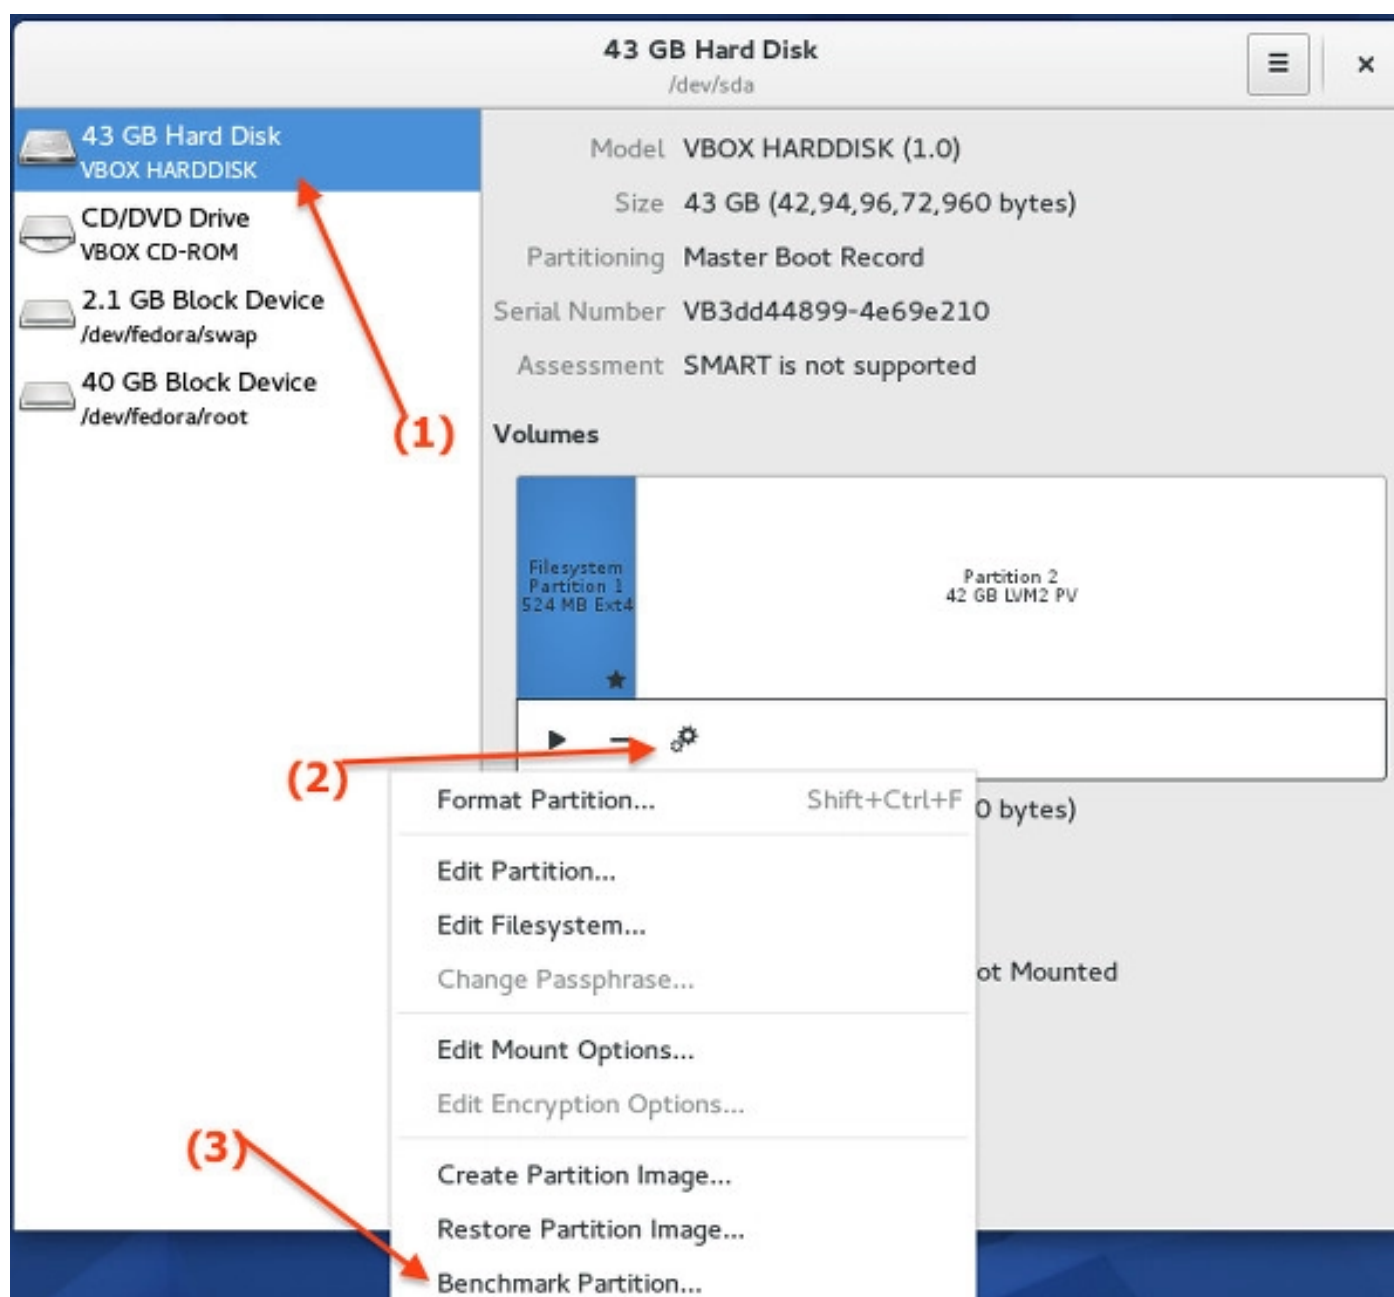 43 GB Hard Disk
/dev/sda
43 GB Hard Disk
VBOX HARDDISK
CD/DVD Drive
VBOX CD-ROM
2.1 GB Block Device
/dev/fedora/swap
40 GB Block Device
/dev/fedora/root
(1)
Model VBOX HARDDISK (1.0)
Size 43 GB (42,94,96,72,960 bytes)
Partitioning Master Boot Record
Serial Number VB3dd44899-4e69e210
Assessment SMART is not supported
Volumes
Filesystem
Partition 1
524 MB Ext4
Partition 2
42 GB LVM2 PV
(2)
Format Partition... Shift+Ctrl+F
0 bytes)
Edit Partition...
Edit Filesystem...
Change Passphrase...
ot Mounted
Edit Mount Options...
Edit Encryption Options...
(3)
Create Partition Image...
Restore Partition Image...
Benchmark Partition...